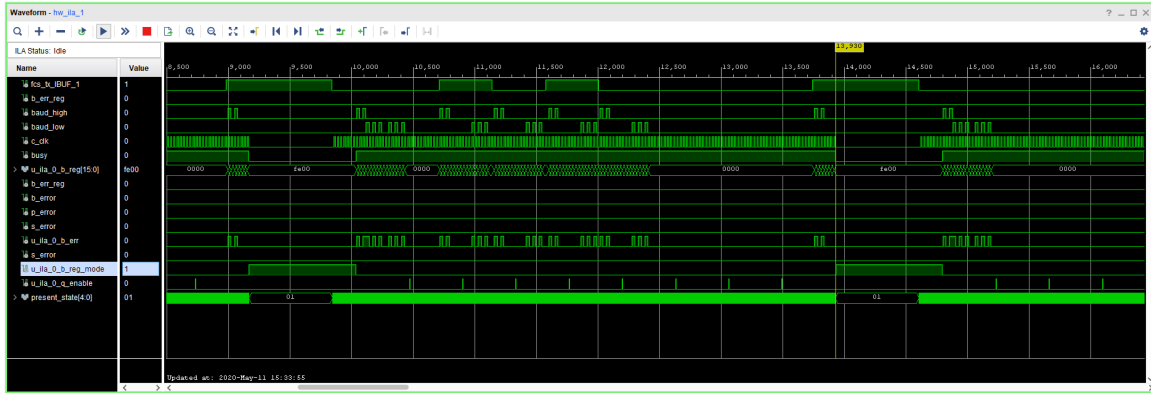 Waveform - hw_ila_1
ILA Status: Idle
13,930
Name Value
8,500 9,000 9,500 10,000 10,500 11,000 11,500 12,000 12,500 13,000 13,500 14,000 14,500 15,000 15,500 16,000
fcs_tx_IBUF_1 1
b_err_reg 0
baud_high 0
baud_low 0
c_clk 0
busy 0
u_ila_0_b_reg[15:0] fe00 0000 fe00 0000 0000 fe00 0000
b_err_reg 0
b_error 0
p_error 0
s_error 0
u_ila_0_b_err 0
s_error 0
u_ila_0_b_reg_mode 1
u_ila_0_q_enable 0
present_state[4:0] 01 01 01
Updated at: 2020-May-11 15:33:55